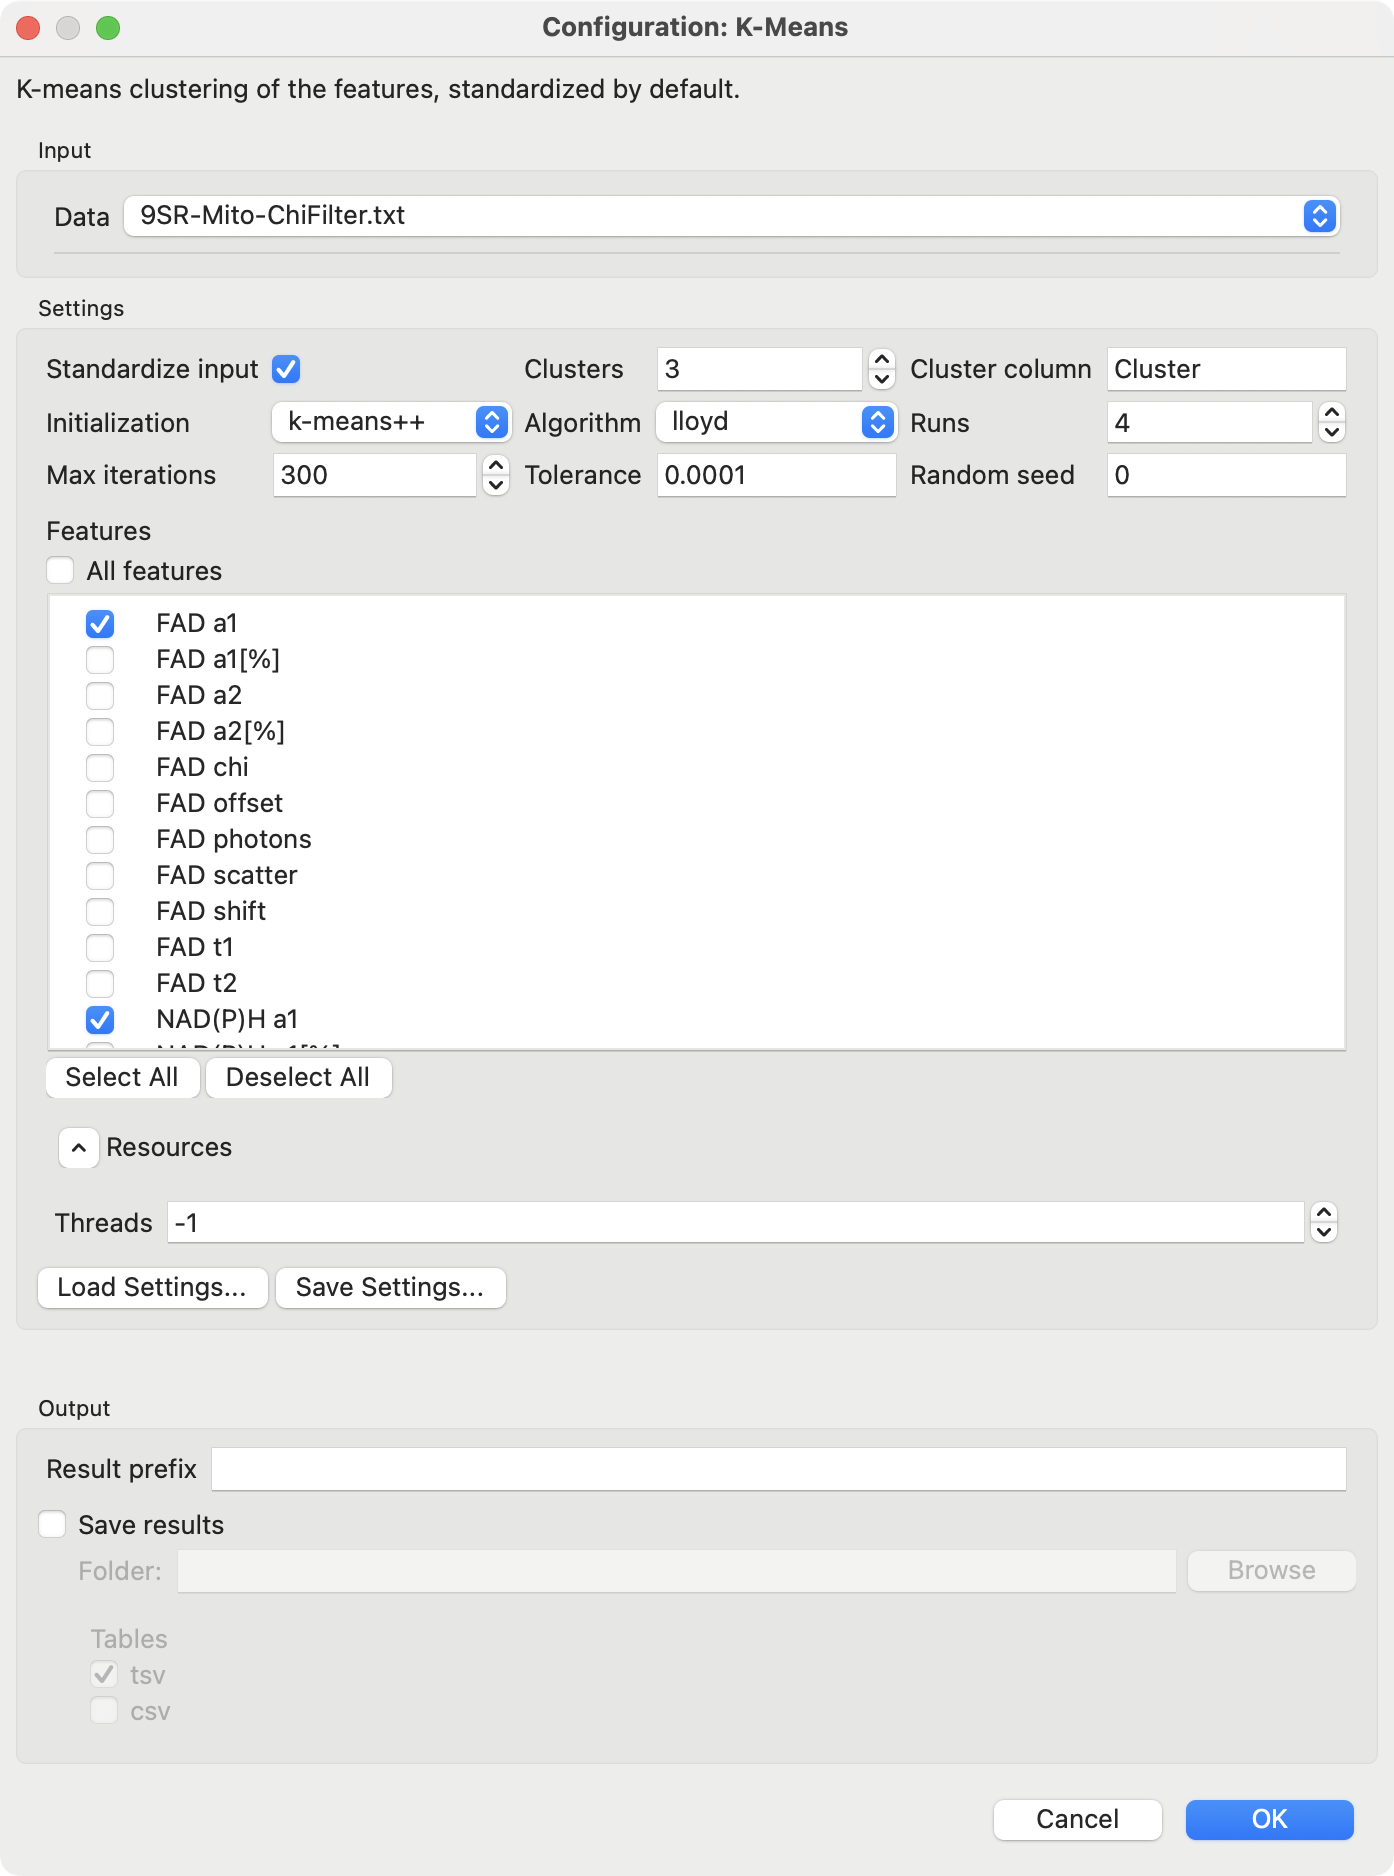 Configuration: K-Means
K-means clustering of the features, standardized by default.
Input
Data 9SR-Mito-ChiFilter.txt
Settings
Standardize input Clusters 3 Cluster column Cluster
Initialization k-means++ Algorithm lloyd Runs 4
Max iterations 300 Tolerance 0.0001 Random seed 0
Features
All features
FAD a1
FAD a1[%]
FAD a2
FAD a2[%]
FAD chi
FAD offset
FAD photons
FAD scatter
FAD shift
FAD t1
FAD t2
NAD(P)H a1
Select All Deselect All
Resources
Threads -1
Load Settings... Save Settings...
Output
Result prefix
Save results
Folder: Browse
Tables
tsv
csv
Cancel OK